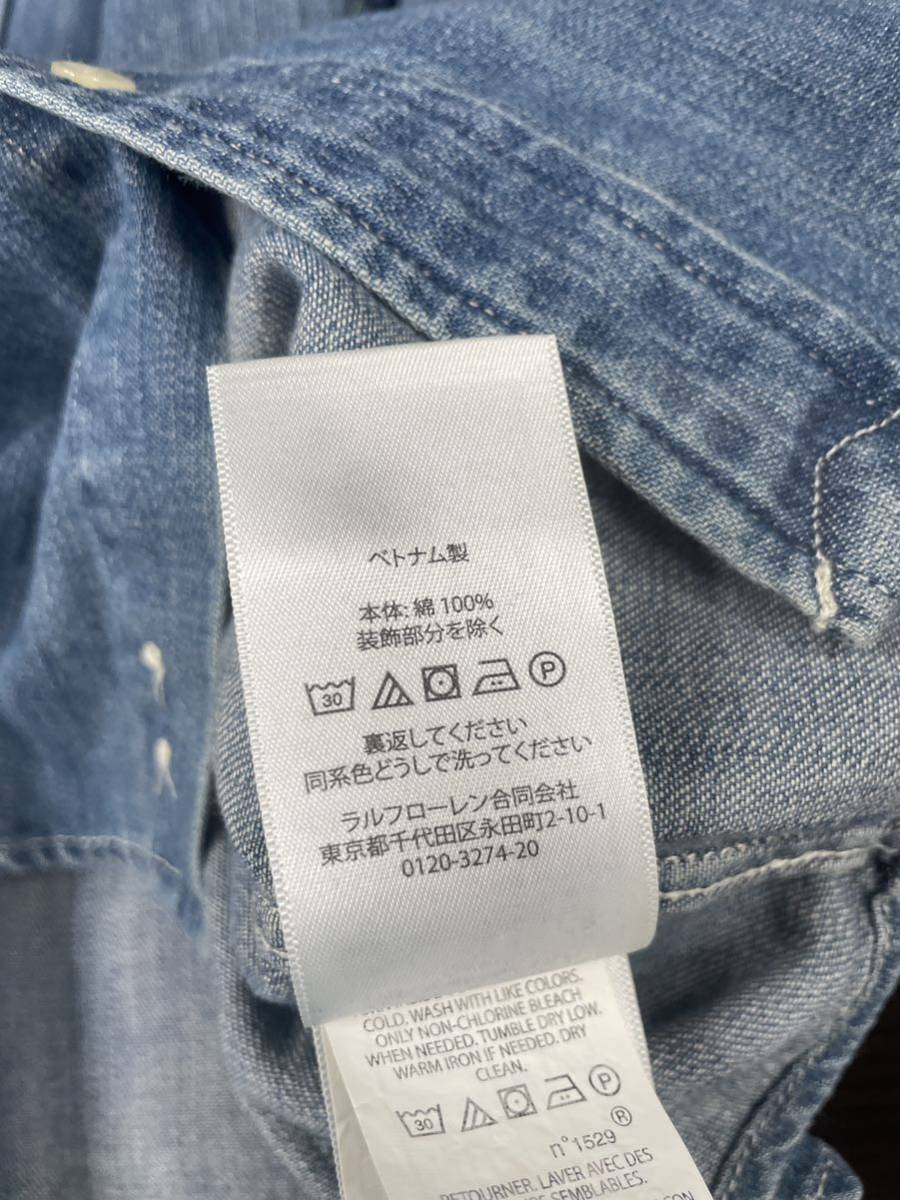 ベトナム製
本体: 綿 100%
装飾部分を除く
30 P
裏返してください
同系色どうしで洗ってください
ラルフローレン合同会社
東京都千代田区永田町2-10-1
0120-3274-20
COLD. WASH WITH LIKE COLORS.
ONLY NON-CHLORINE BLEACH
WHEN NEEDED. TUMBLE DRY LOW.
WARM IRON IF NEEDED. DRY
CLEAN.
30 P
®
n°1529
RETOURNER. LAVER AVEC DES
SEMBLABLES.